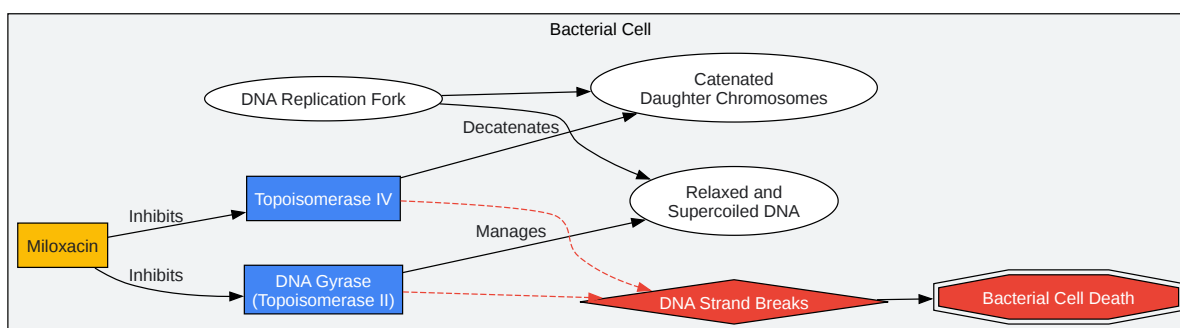 Bacterial Cell
DNA Replication Fork
Catenated
Daughter Chromosomes
Decatenates
Topoisomerase IV
Relaxed and
Supercoiled DNA
Inhibits
Miloxacin
Manages
Inhibits
DNA Gyrase
(Topoisomerase II)
DNA Strand Breaks
Bacterial Cell Death